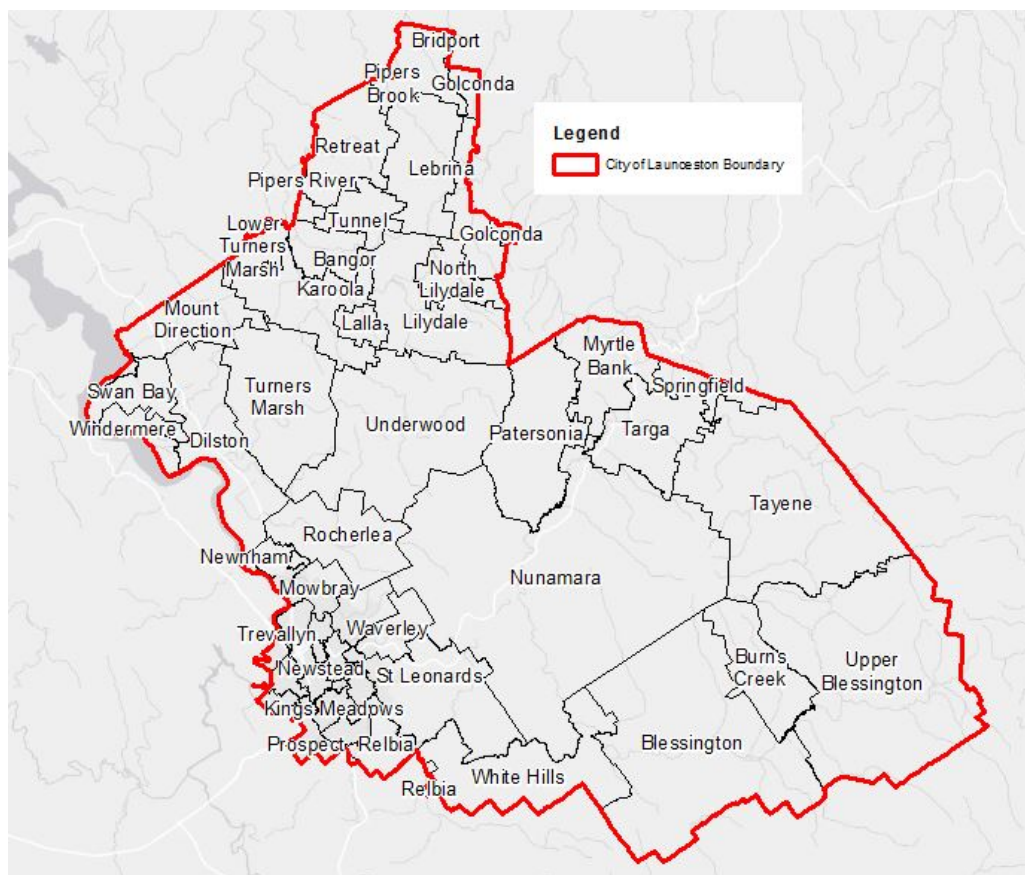 Bridport
Pipers
Brook
Golconda
Legend
City of Launceston Boundary
Retreat
Lebrina
Pipers River
Lower
Turners
Marsh
Tunnel
Golconda
Bangor
North
Lilydale
Karoola
Lalla
Lilydale
Mount
Direction
Myrtle
Bank
Swan Bay
Turners
Marsh
Springfield
Windermere
Dilston
Underwood
Patersonia
Targa
Tayene
Rocherlea
Newnham
Nunamara
Mowbray
Trevallyn
Waverley
Newstead
St Leonards
Burns
Creek
Upper
Blessington
Kings Meadows
Prospect
Relbia
Blessington
Relbia
White Hills